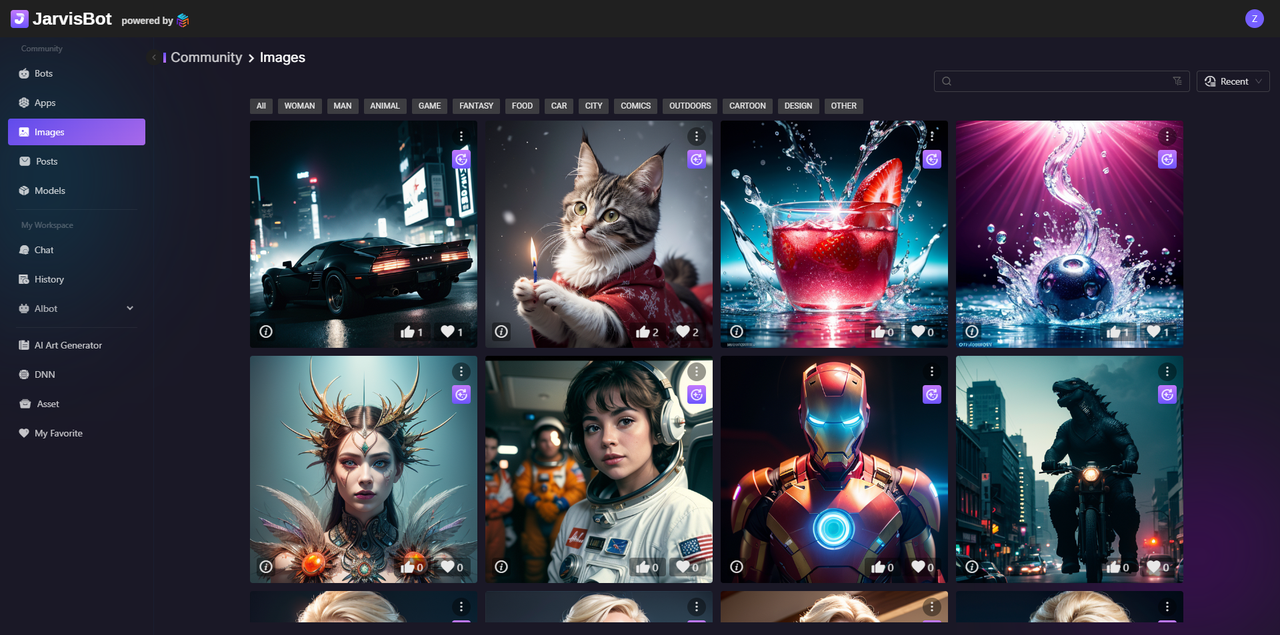 JarvisBot powered by
Z
Community
Bots
Apps
Images
Posts
Models
My Workspace
Chat
History
AIbot
AI Art Generator
DNN
Asset
My Favorite
Community > Images
Recent
All WOMAN MAN ANIMAL GAME FANTASY FOOD CAR CITY COMICS OUTDOORS CARTOON DESIGN OTHER
1 1
2 2
0 0
1 1
0 0
0 0
0 0
0 0